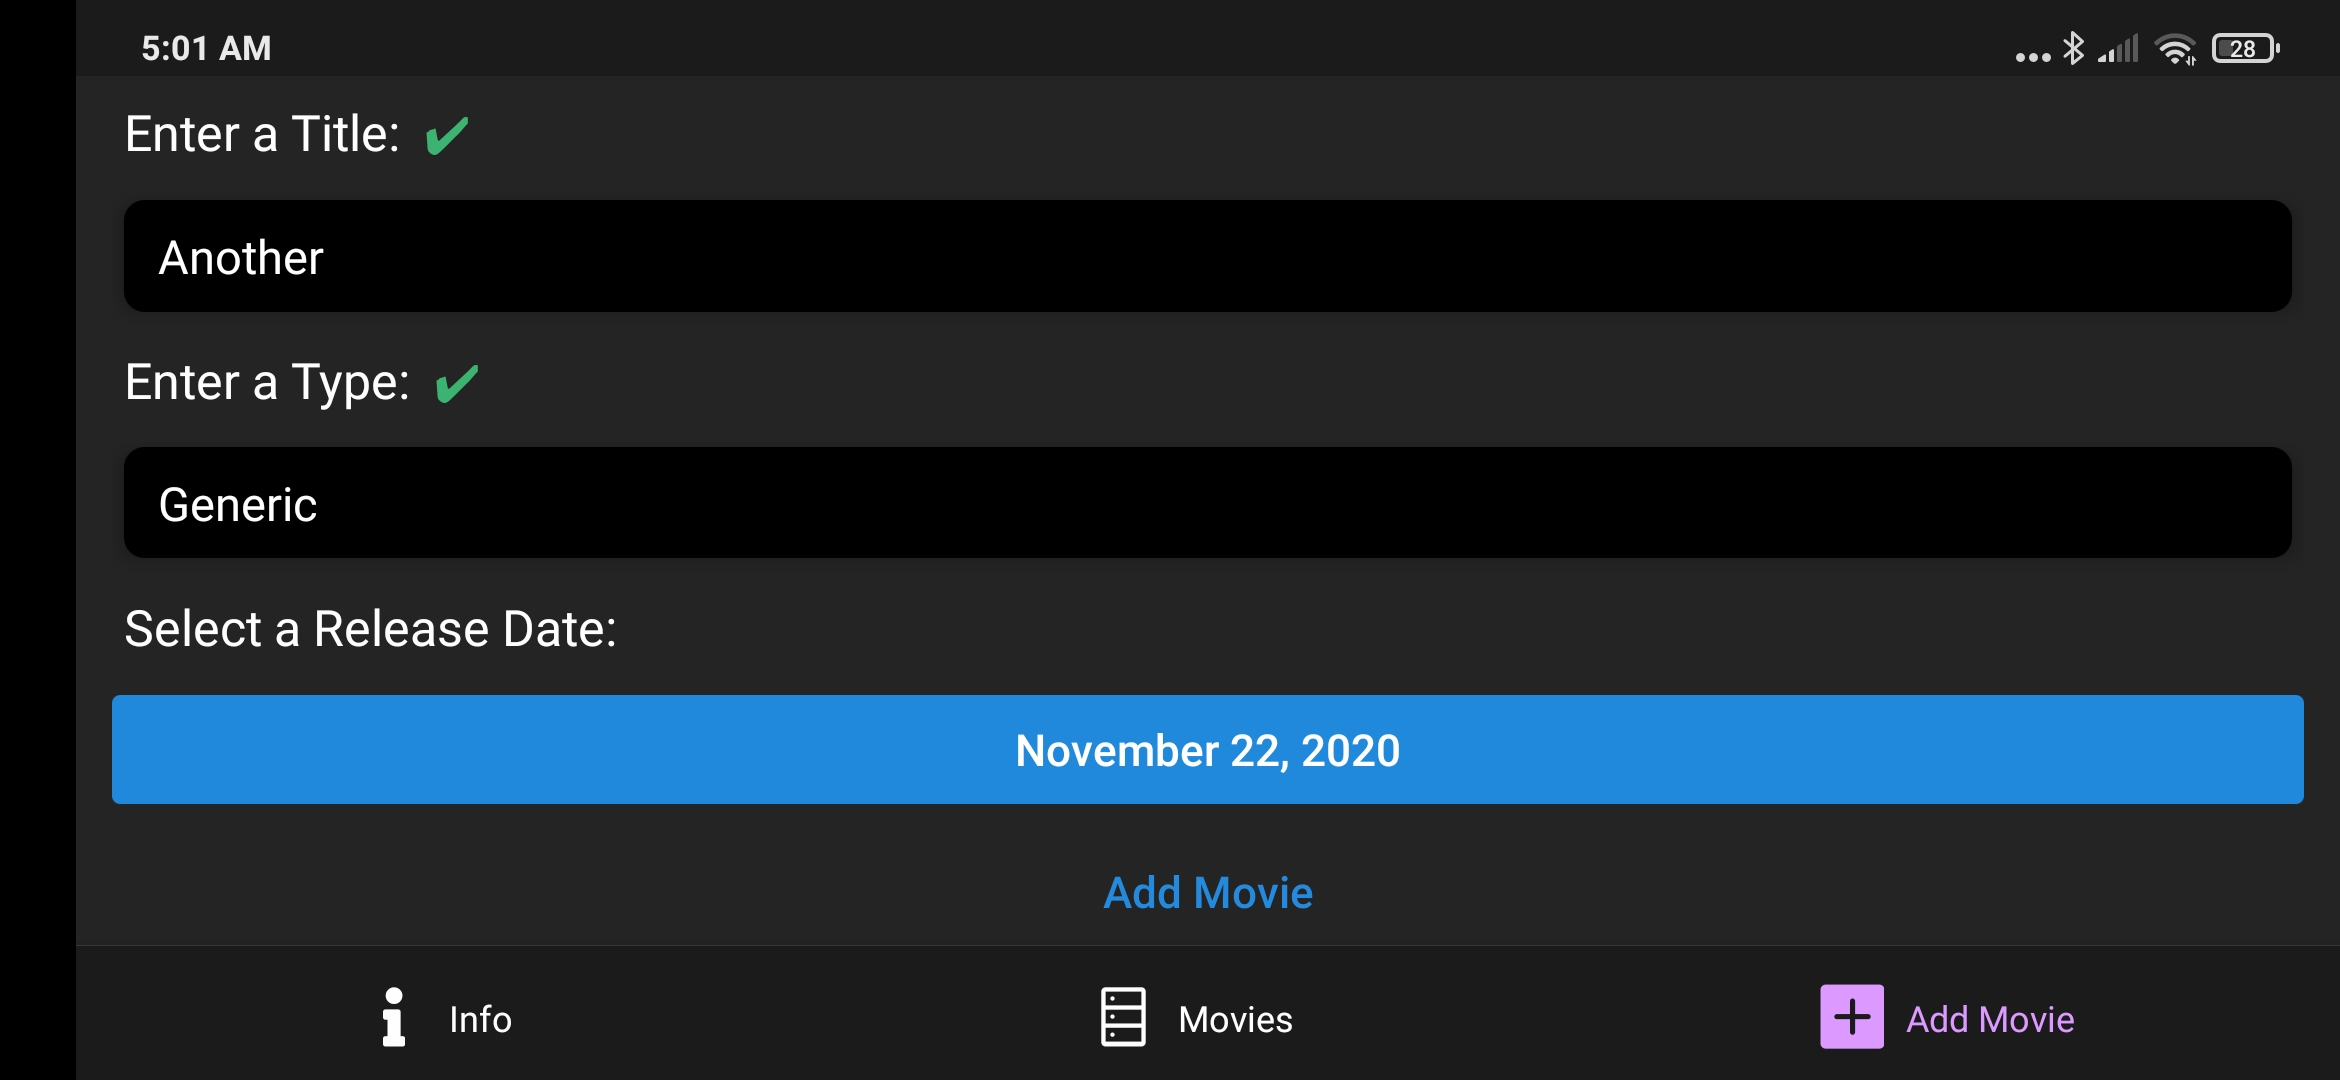 5:01 AM
28
Enter a Title: ✔
Another
Enter a Type: ✔
Generic
Select a Release Date:
November 22, 2020
Add Movie
Info
Movies
Add Movie